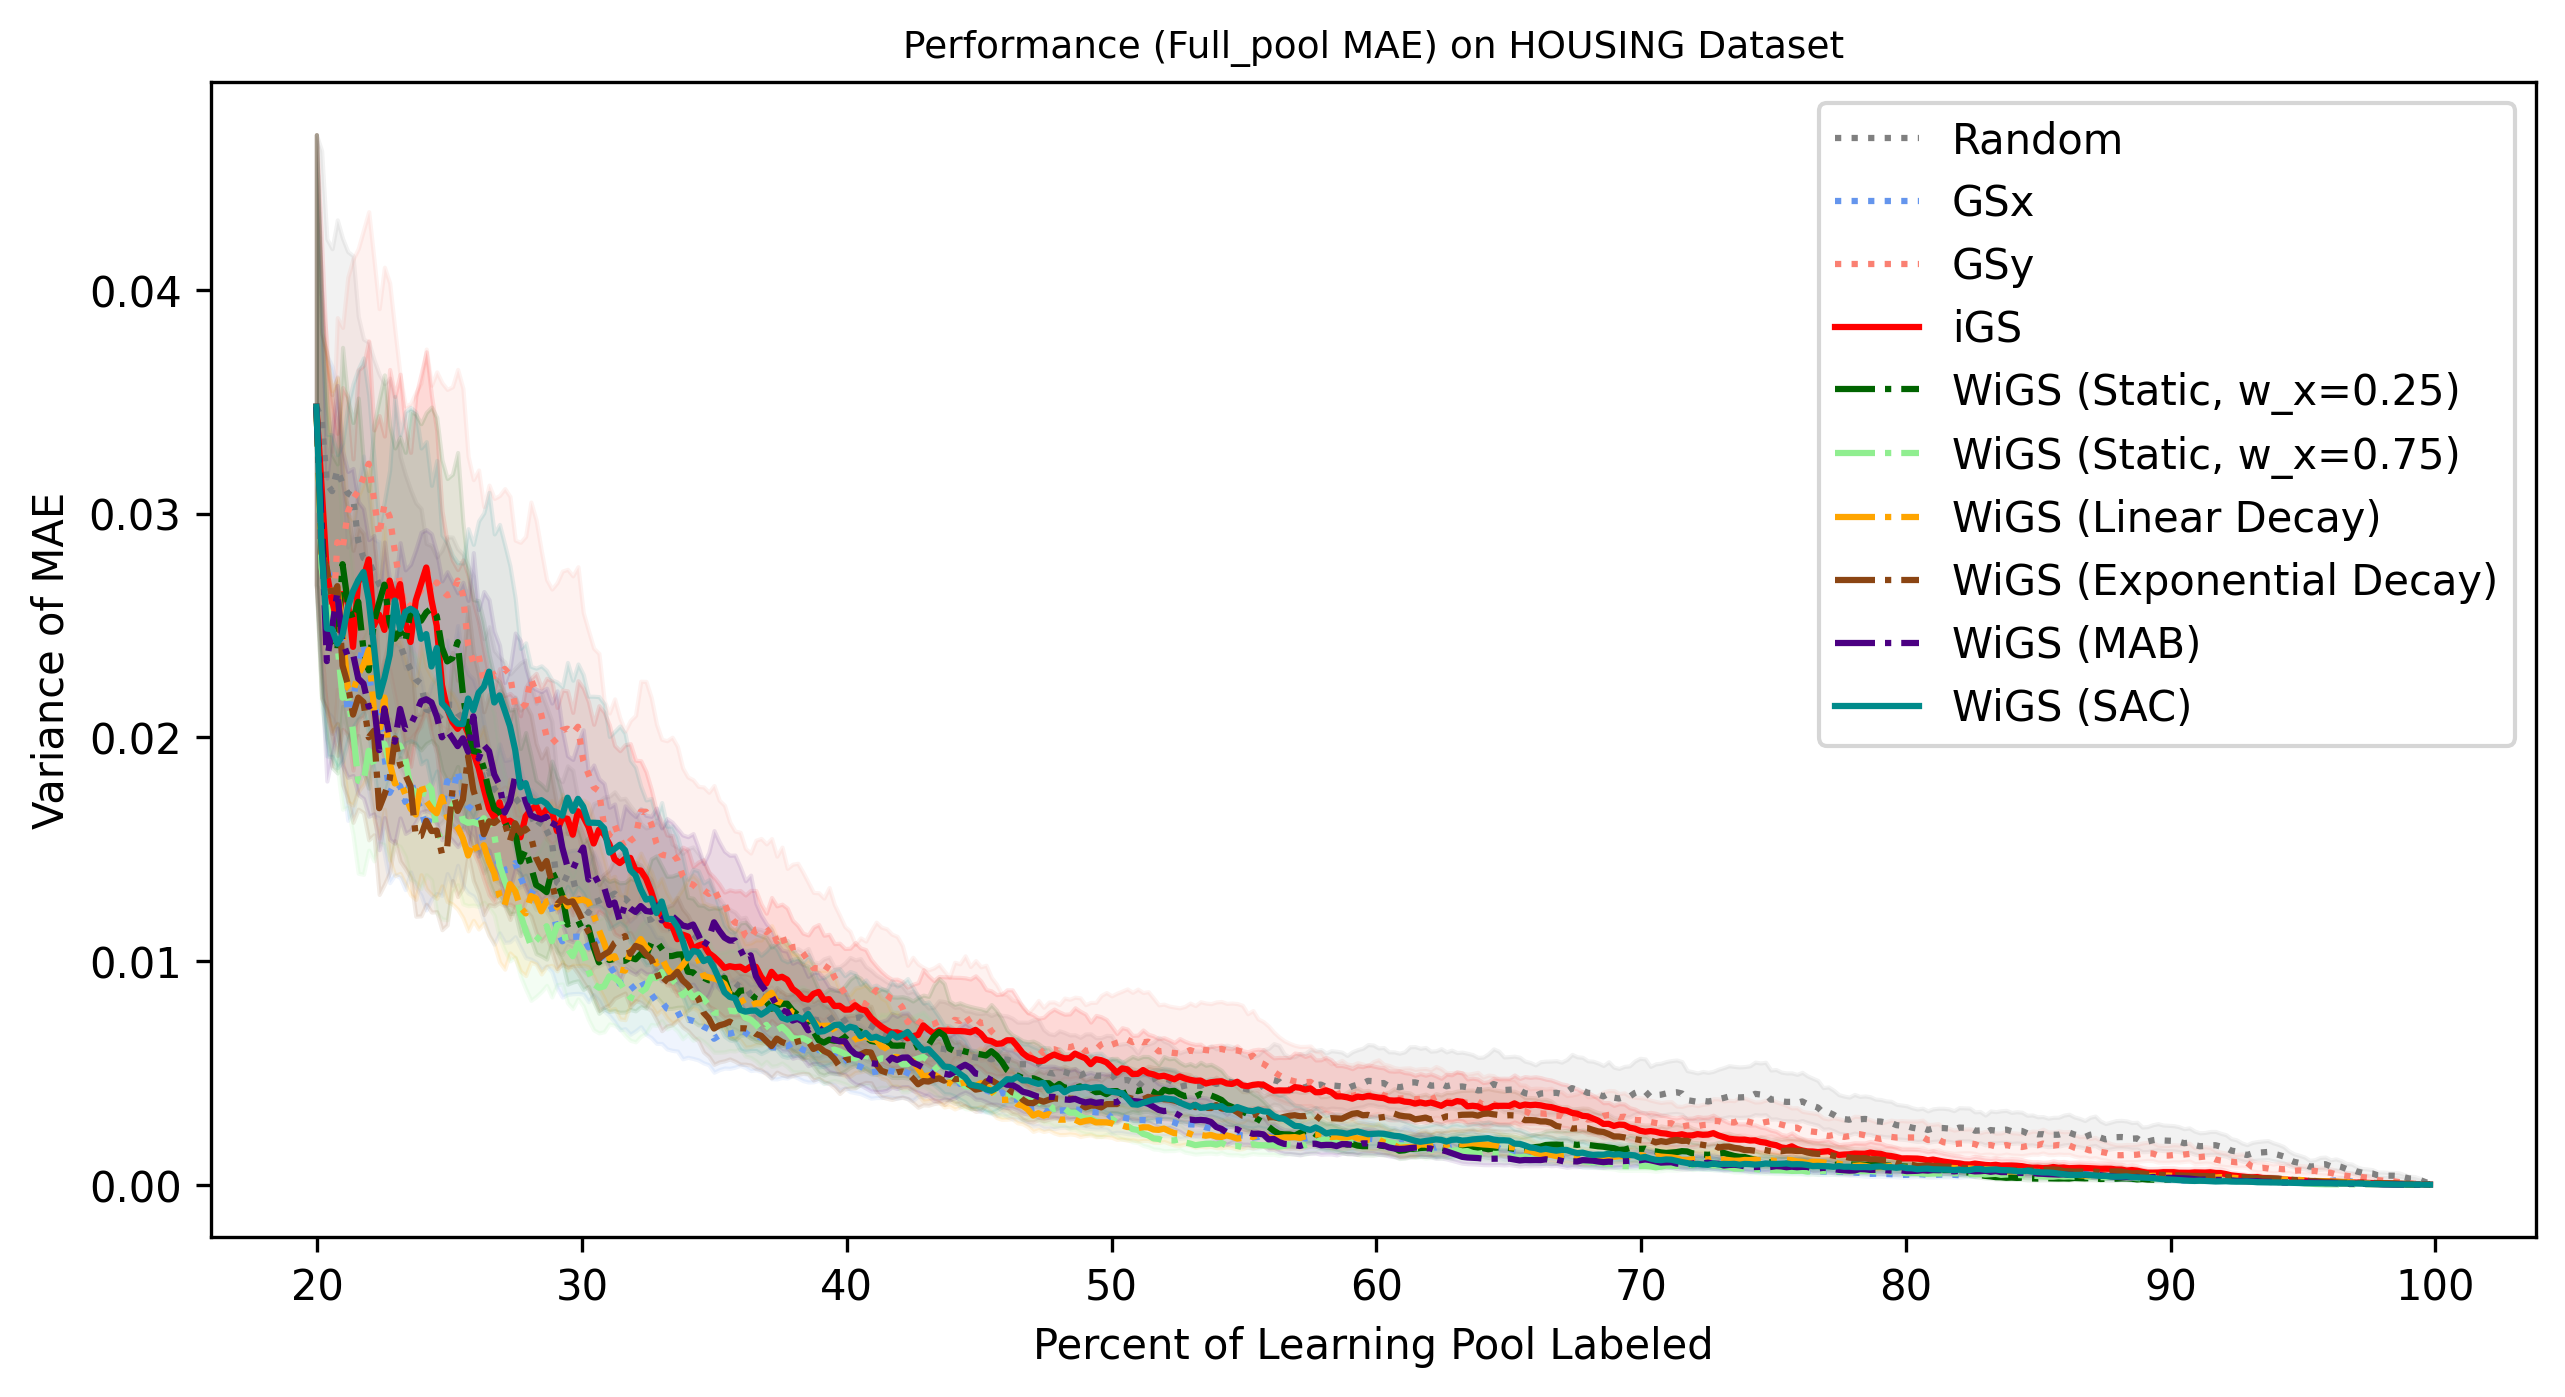 Performance (Full_pool MAE) on HOUSING Dataset
Variance of MAE
0.04
0.03
0.02
0.01
0.00
Random
GSx
GSy
iGS
WiGS (Static, w_x=0.25)
WiGS (Static, w_x=0.75)
WiGS (Linear Decay)
WiGS (Exponential Decay)
WiGS (MAB)
WiGS (SAC)
20 30 40 50 60 70 80 90 100
Percent of Learning Pool Labeled